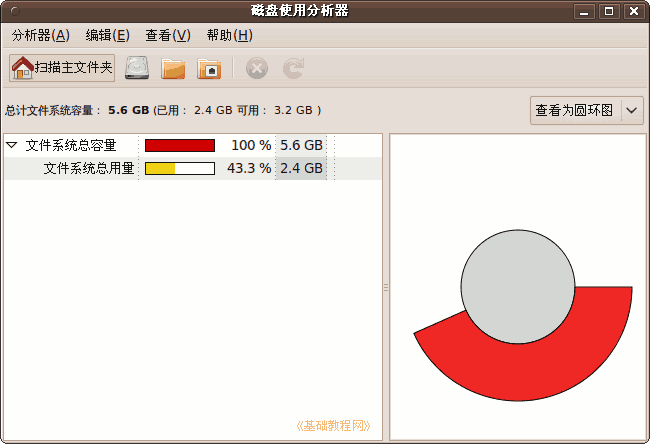 磁盘使用分析器
分析器(A) 编辑(E) 查看(V) 帮助(H)
扫描主文件夹
总计文件系统容量： 5.6 GB (已用： 2.4 GB 可用： 3.2 GB )
查看为圆环图
文件系统总容量 100 % 5.6 GB
文件系统总用量 43.3 % 2.4 GB
《基础教程网》